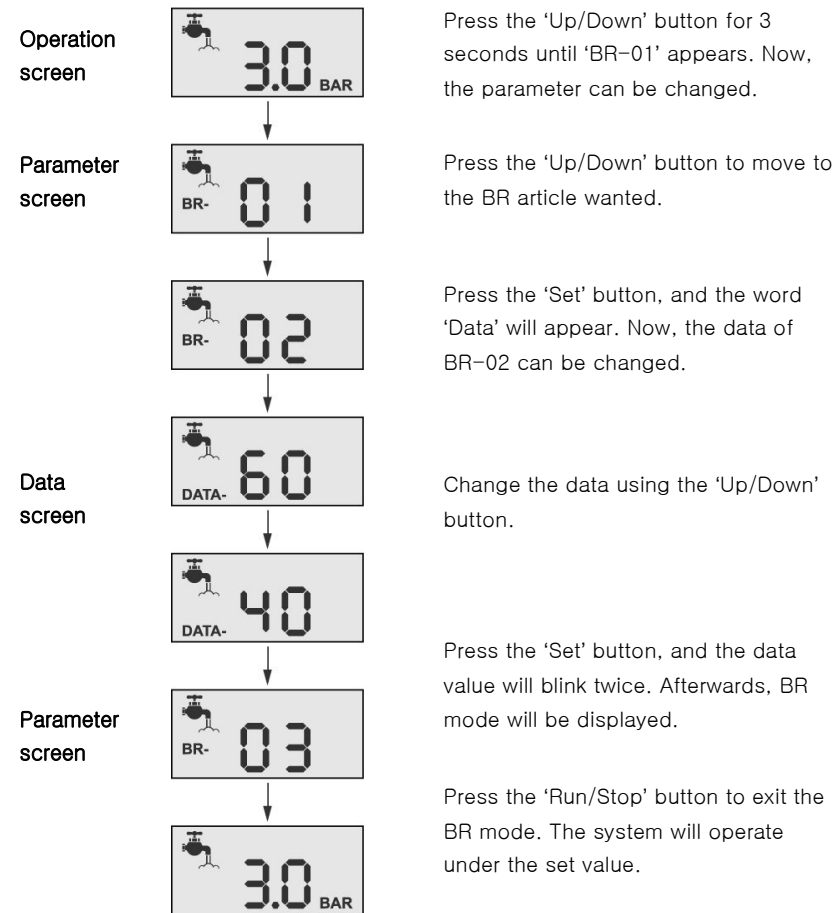 Operation
screen
3.0 BAR
Press the ‘Up/Down’ button for 3
seconds until ‘BR-01’ appears. Now,
the parameter can be changed.
Parameter
screen
BR- 01
Press the ‘Up/Down’ button to move to
the BR article wanted.
BR- 02
Press the ‘Set’ button, and the word
‘Data’ will appear. Now, the data of
BR-02 can be changed.
Data
screen
DATA- 60
Change the data using the ‘Up/Down’
button.
DATA- 40
Press the ‘Set’ button, and the data
value will blink twice. Afterwards, BR
mode will be displayed.
Parameter
screen
BR- 03
Press the ‘Run/Stop’ button to exit the
BR mode. The system will operate
under the set value.
3.0 BAR